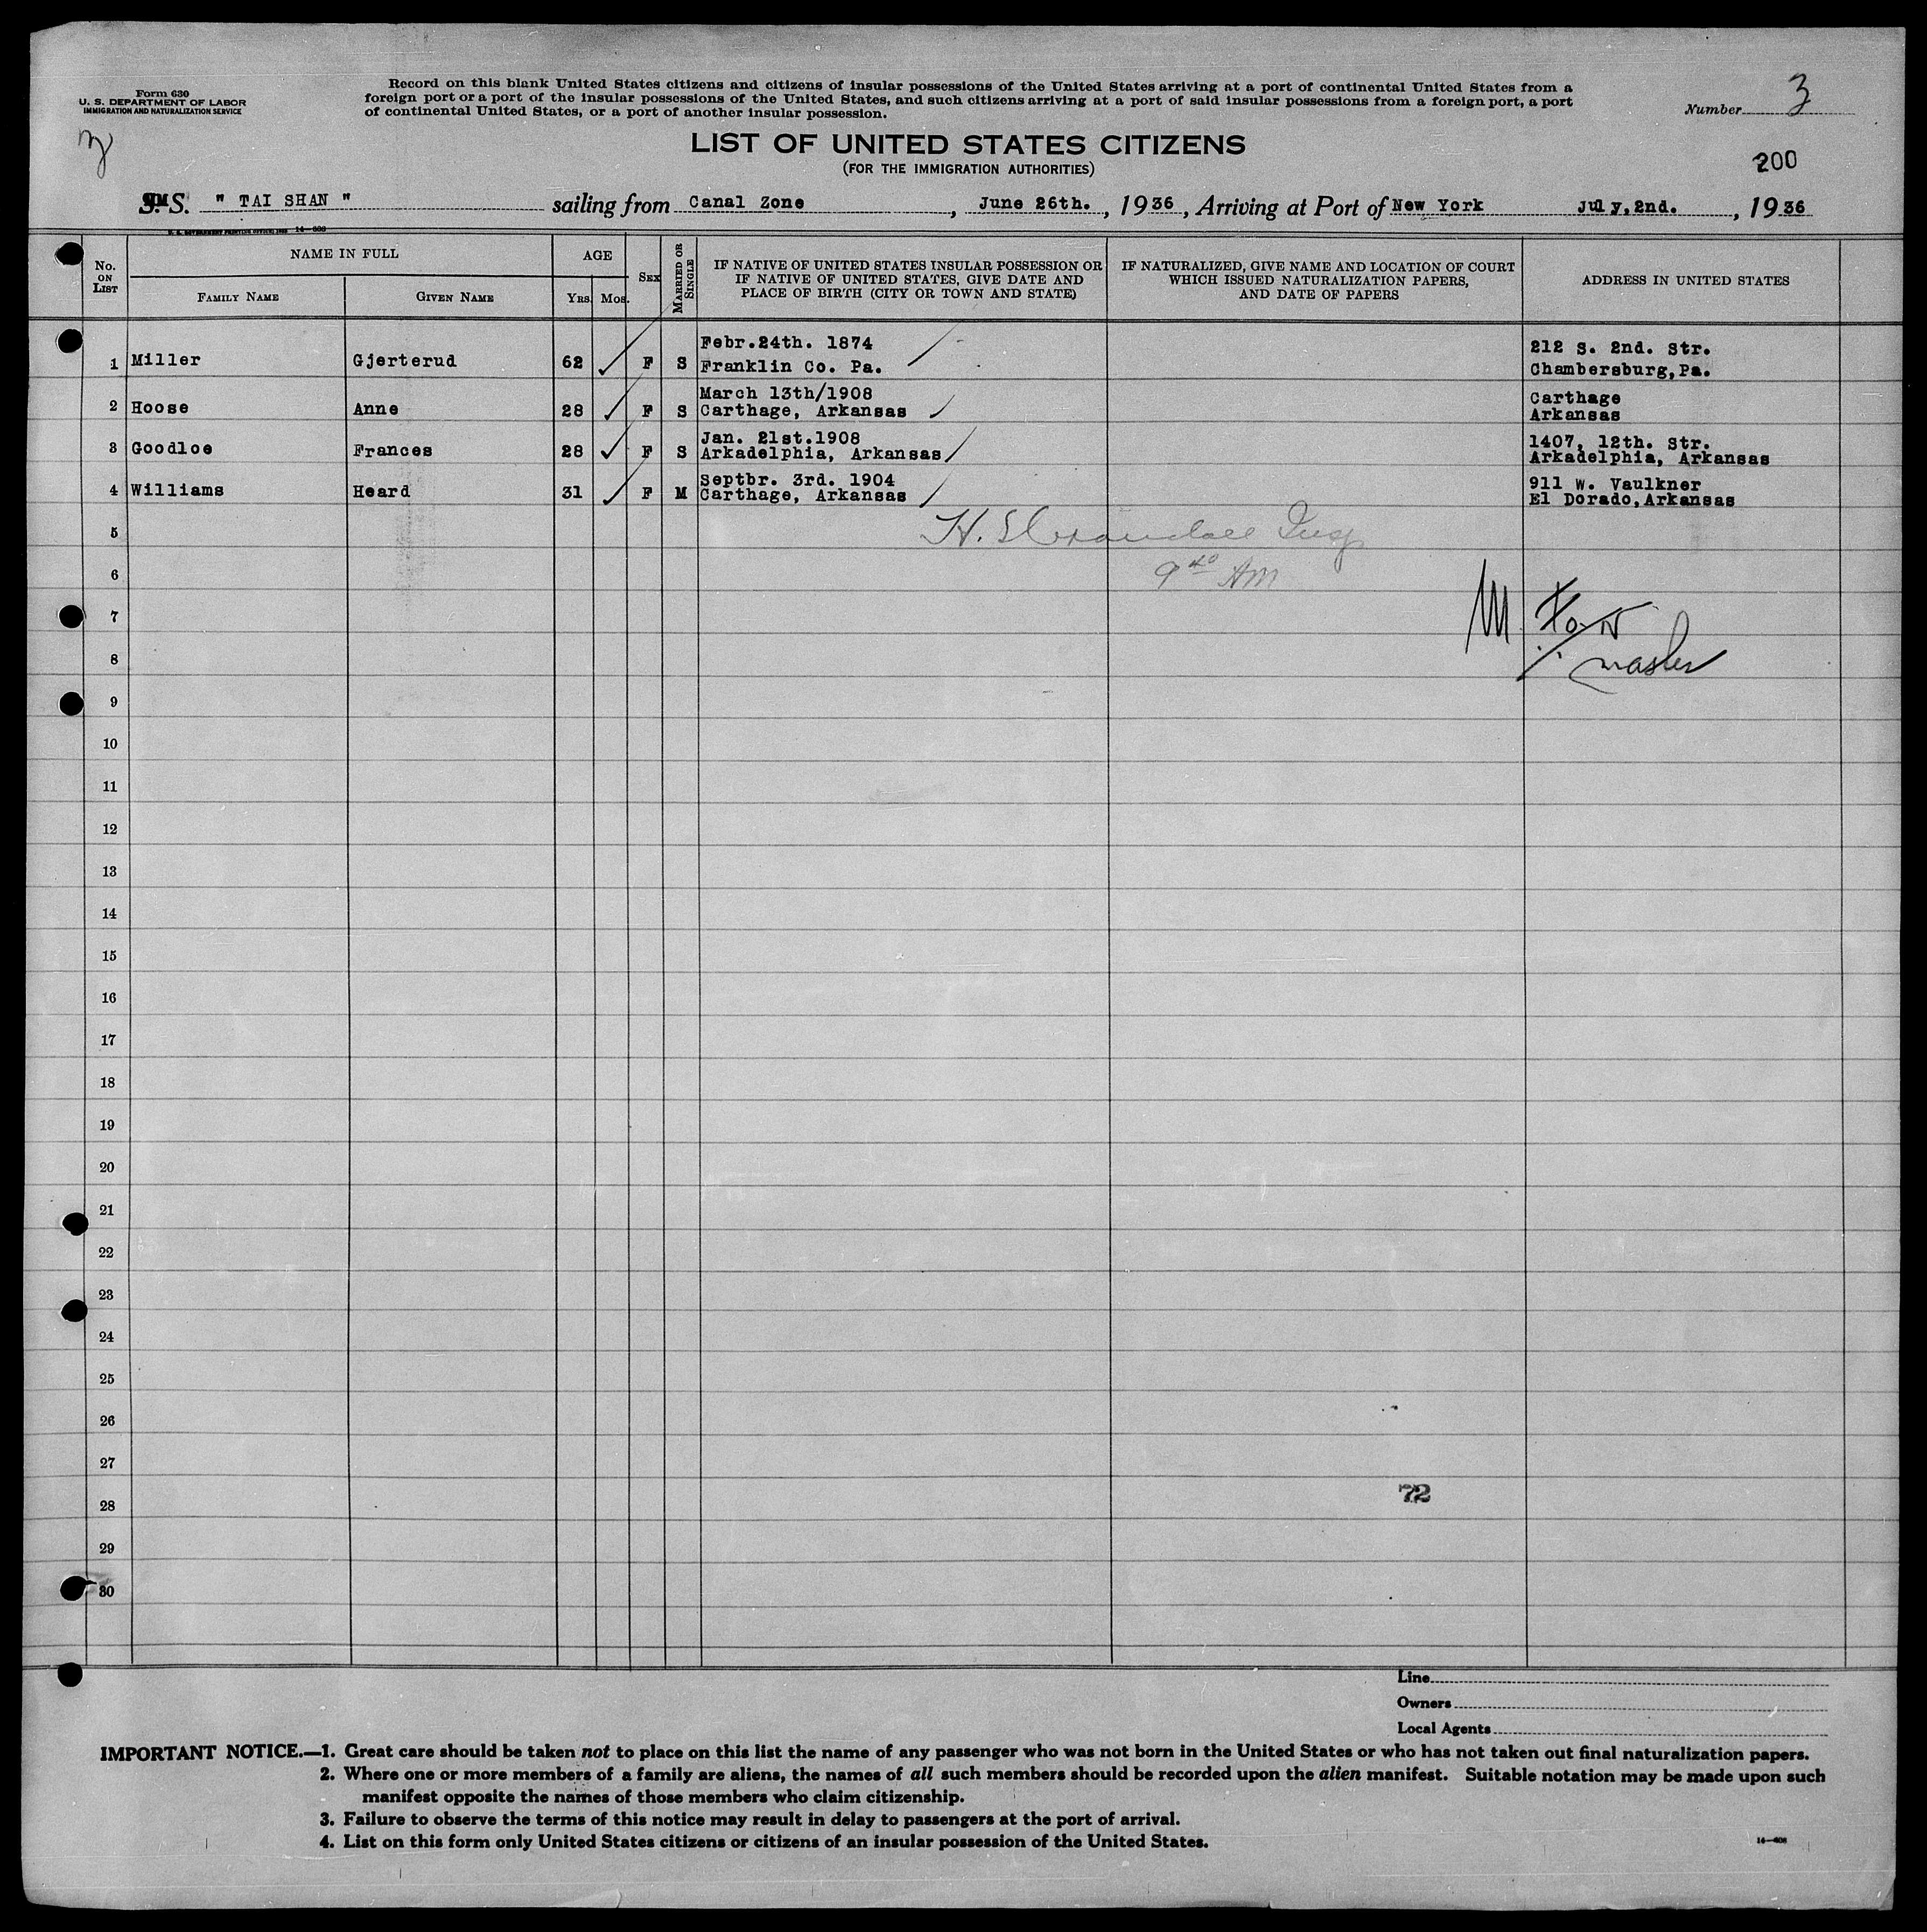 Form 630
U. S. DEPARTMENT OF LABOR
IMMIGRATION AND NATURALIZATION SERVICE
Record on this blank United States citizens and citizens of insular possessions of the United States arriving at a port of continental United States from a
foreign port or a port of the insular possessions of the United States, and such citizens arriving at a port of said insular possessions from a foreign port, a port
of continental United States, or a port of another insular possession.
Number 3
3
LIST OF UNITED STATES CITIZENS
(FOR THE IMMIGRATION AUTHORITIES)
200
S. " TAI SHAN " sailing from Canal Zone, June 26th., 1936, Arriving at Port of New York July, 2nd., 1936
14—608
No. ON LIST
NAME IN FULL
FAMILY NAME
GIVEN NAME
AGE
YRS. MOS.
SEX
MARRIED OR SINGLE
IF NATIVE OF UNITED STATES INSULAR POSSESSION OR
IF NATIVE OF UNITED STATES, GIVE DATE AND
PLACE OF BIRTH (CITY OR TOWN AND STATE)
IF NATURALIZED, GIVE NAME AND LOCATION OF COURT
WHICH ISSUED NATURALIZATION PAPERS,
AND DATE OF PAPERS
ADDRESS IN UNITED STATES
Febr.24th. 1874 212 S. 2nd. Str.
1 Miller Gjerterud 62 F S Franklin Co. Pa. Chambersburg,Pa.
March 13th/1908 Carthage
2 Hoose Anne 28 F S Carthage, Arkansas Arkansas
Jan. 21st.1908 1407, 12th. Str.
3 Goodloe Frances 28 F S Arkadelphia, Arkansas Arkadelphia, Arkansas
Septbr. 3rd. 1904 911 W. Vaulkner
4 Williams Heard 31 F M Carthage, Arkansas El Dorado,Arkansas
5 H. S. Crandall Insp
6 9 40 AM
7
8 master
9
10
11
12
13
14
15
16
17
18
19
20
21
22
23
24
25
26
27
28 72
29
30
Line
Owners
Local Agents
IMPORTANT NOTICE.—1. Great care should be taken not to place on this list the name of any passenger who was not born in the United States or who has not taken out final naturalization papers.
2. Where one or more members of a family are aliens, the names of all such members should be recorded upon the alien manifest. Suitable notation may be made upon such
manifest opposite the names of those members who claim citizenship.
3. Failure to observe the terms of this notice may result in delay to passengers at the port of arrival.
4. List on this form only United States citizens or citizens of an insular possession of the United States.
14—608